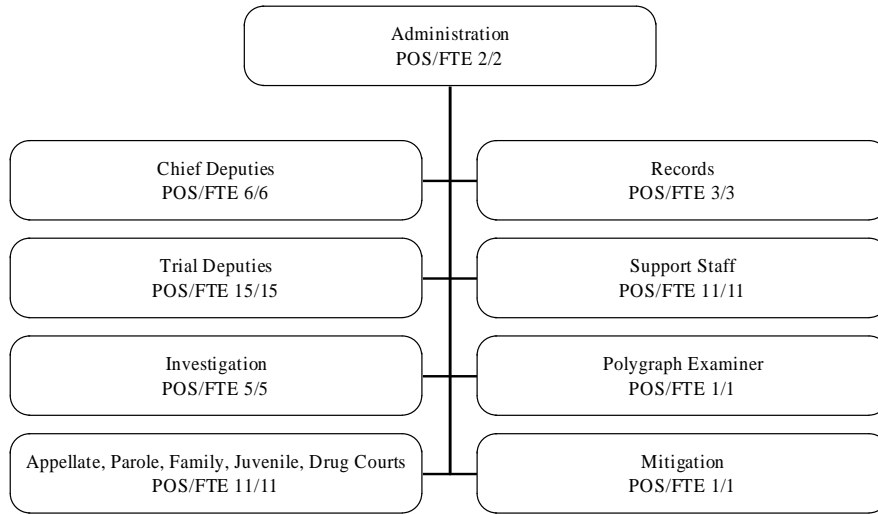 Administration
POS/FTE 2/2
Chief Deputies
POS/FTE 6/6
Records
POS/FTE 3/3
Trial Deputies
POS/FTE 15/15
Support Staff
POS/FTE 11/11
Investigation
POS/FTE 5/5
Polygraph Examiner
POS/FTE 1/1
Appellate, Parole, Family, Juvenile, Drug Courts
POS/FTE 11/11
Mitigation
POS/FTE 1/1